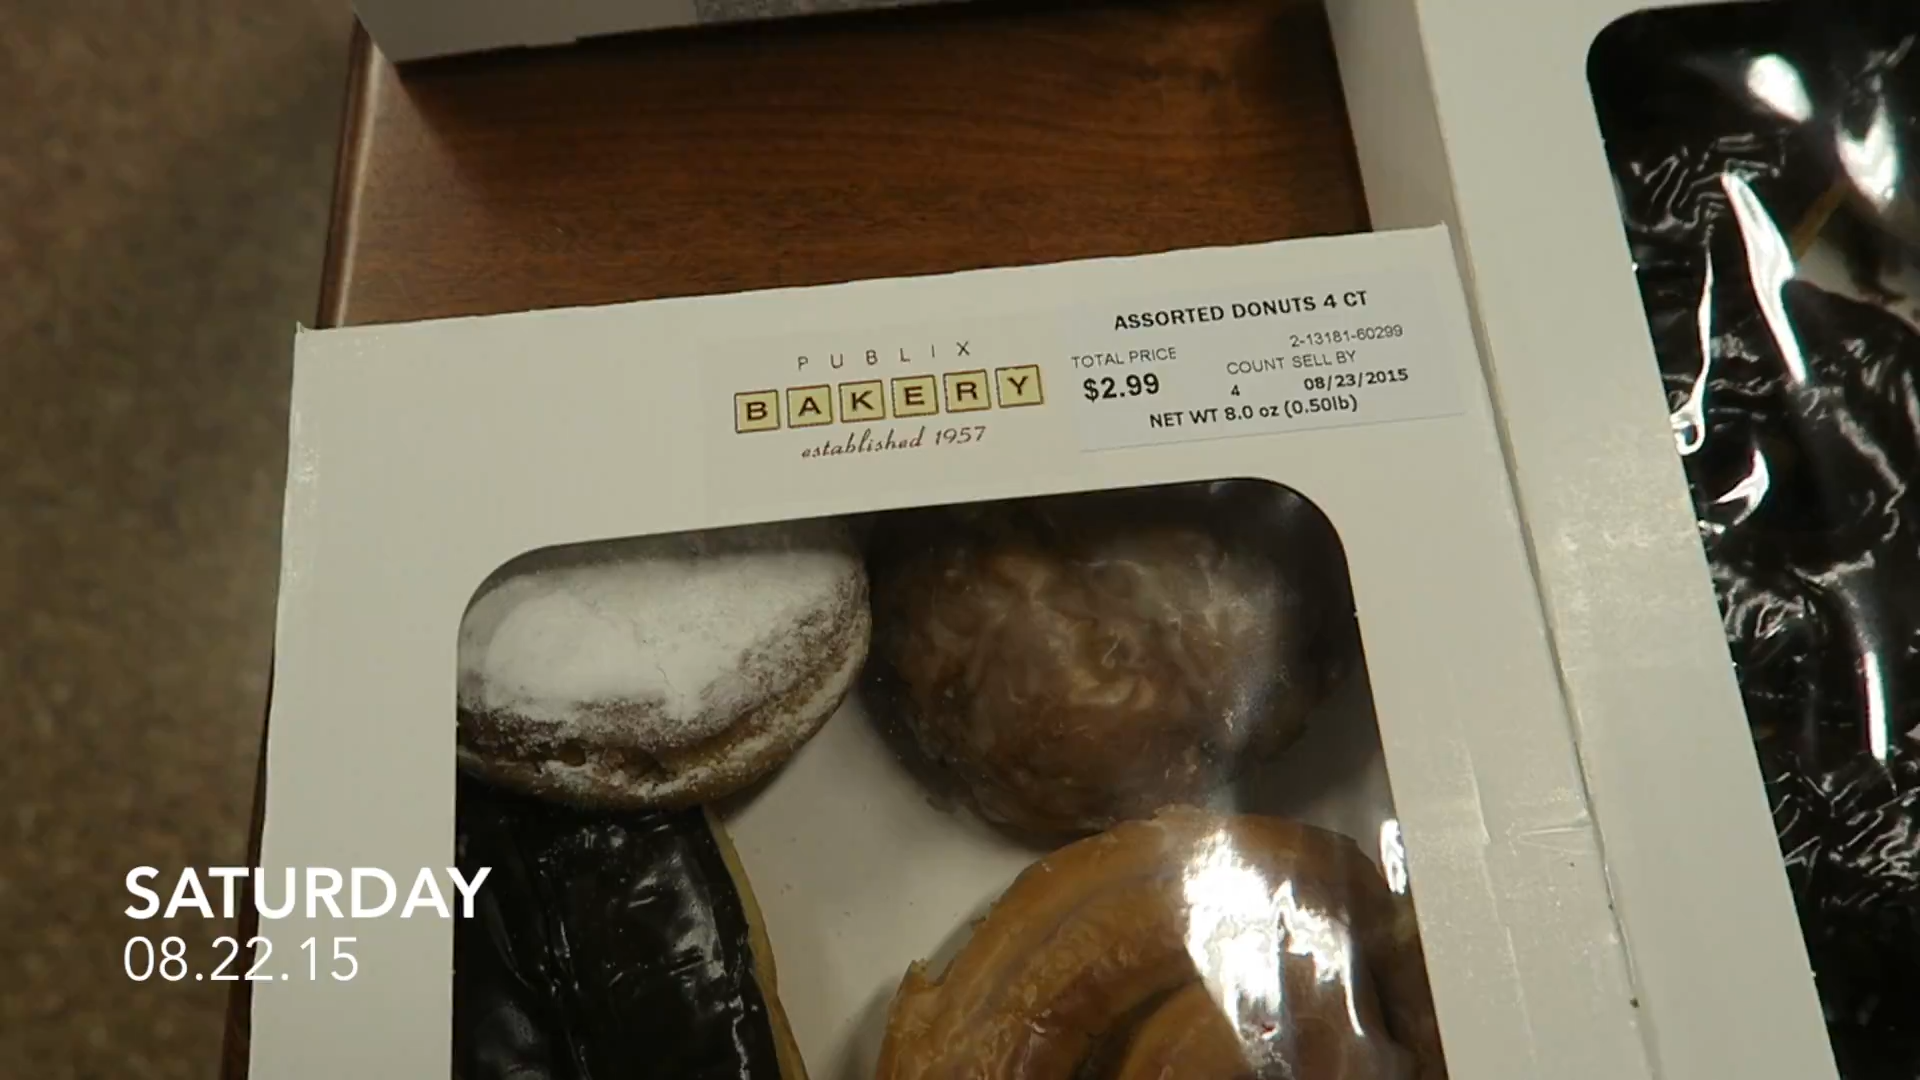 PUBLIX
BAKERY
established 1957
ASSORTED DONUTS 4 CT
2-13181-60299
TOTAL PRICE
COUNT SELL BY
$2.99
4 08/23/2015
NET WT 8.0 oz (0.50lb)
SATURDAY
08.22.15